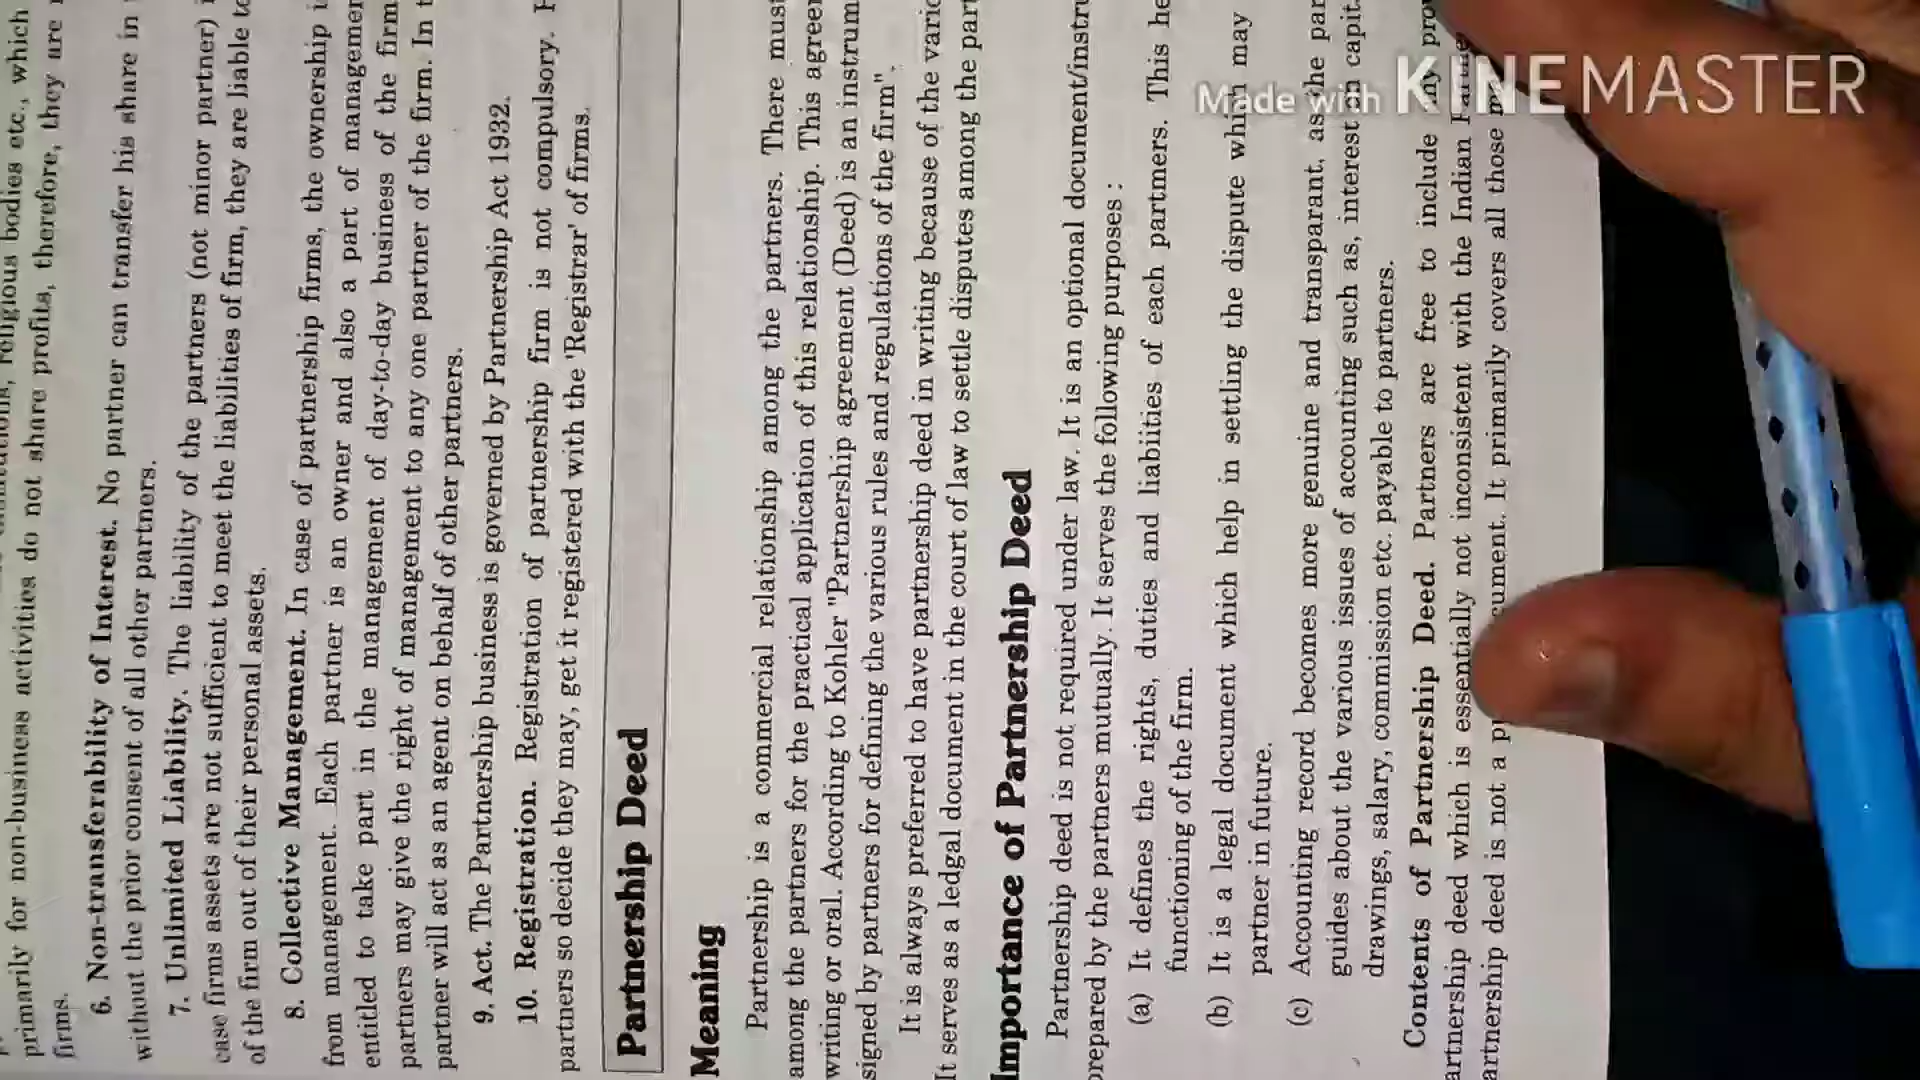 primarily for non-business activities do not share profits, therefore, they are
firms.
6. Non-transferability of Interest. No partner can transfer his share in
without the prior consent of all other partners.
7. Unlimited Liability. The liability of the partners (not minor partner)
case firms assets are not sufficient to meet the liabilities of firm, they are liable to
of the firm out of their personal assets.
8. Collective Management. In case of partnership firms, the ownership
from management. Each partner is an owner and also a part of
entitled to take part in the management of day-to-day business of the firm
partners may give the right of management to any one partner of the firm. In
partner will act as an agent on behalf of other partners.
9. Act. The Partnership business is governed by Partnership Act 1932.
10. Registration. Registration of partnership firm is not compulsory.
partners so decide they may, get it registered with the 'Registrar' of firms.
Partnership Deed
Meaning
Partnership is a commercial relationship among the partners. There must
among the partners for the practical application of this relationship. This
writing or oral. According to Kohler "Partnership agreement (Deed) is an
signed by partners for defining the various rules and regulations of the firm".
It is always preferred to have partnership deed in writing because of the
It serves as a ledgal document in the court of law to settle disputes among the
Importance of Partnership Deed
Partnership deed is not required under law. It is an optional
prepared by the partners mutually. It serves the following purposes :
(a) It defines the rights, duties and liabiities of each partners. This
functioning of the firm.
(b) It is a legal document which help in settling the dispute which may
partner in future.
(c) Accounting record becomes more genuine and transparant, as the
guides about the various issues of accounting such as, interest on
drawings, salary, commission etc. payable to partners.
Contents of Partnership Deed. Partners are free to include
deed which is essentially not inconsistent with the Indian
deed is not a It primarily covers all those
Made with KINEMASTER